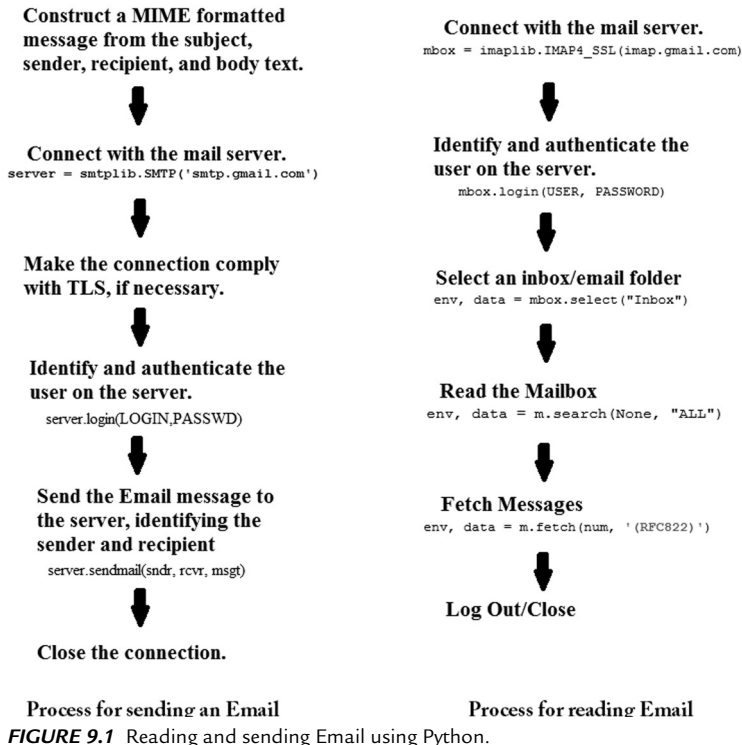 Construct a MIME formatted
message from the subject,
sender, recipient, and body text.
Connect with the mail server.
server = smtplib.SMTP('smtp.gmail.com')
Make the connection comply
with TLS, if necessary.
Identify and authenticate the
user on the server.
server.login(LOGIN,PASSWD)
Send the Email message to
the server, identifying the
sender and recipient
server.sendmail(sndr, rcvr, msgt)
Close the connection.
Process for sending an Email
Connect with the mail server.
mbox = imaplib.IMAP4_SSL(imap.gmail.com)
Identify and authenticate the
user on the server.
mbox.login(USER, PASSWORD)
Select an inbox/email folder
env, data = mbox.select("Inbox")
Read the Mailbox
env, data = m.search(None, "ALL")
Fetch Messages
env, data = m.fetch(num, '(RFC822)')
Log Out/Close
Process for reading Email
FIGURE 9.1 Reading and sending Email using Python.